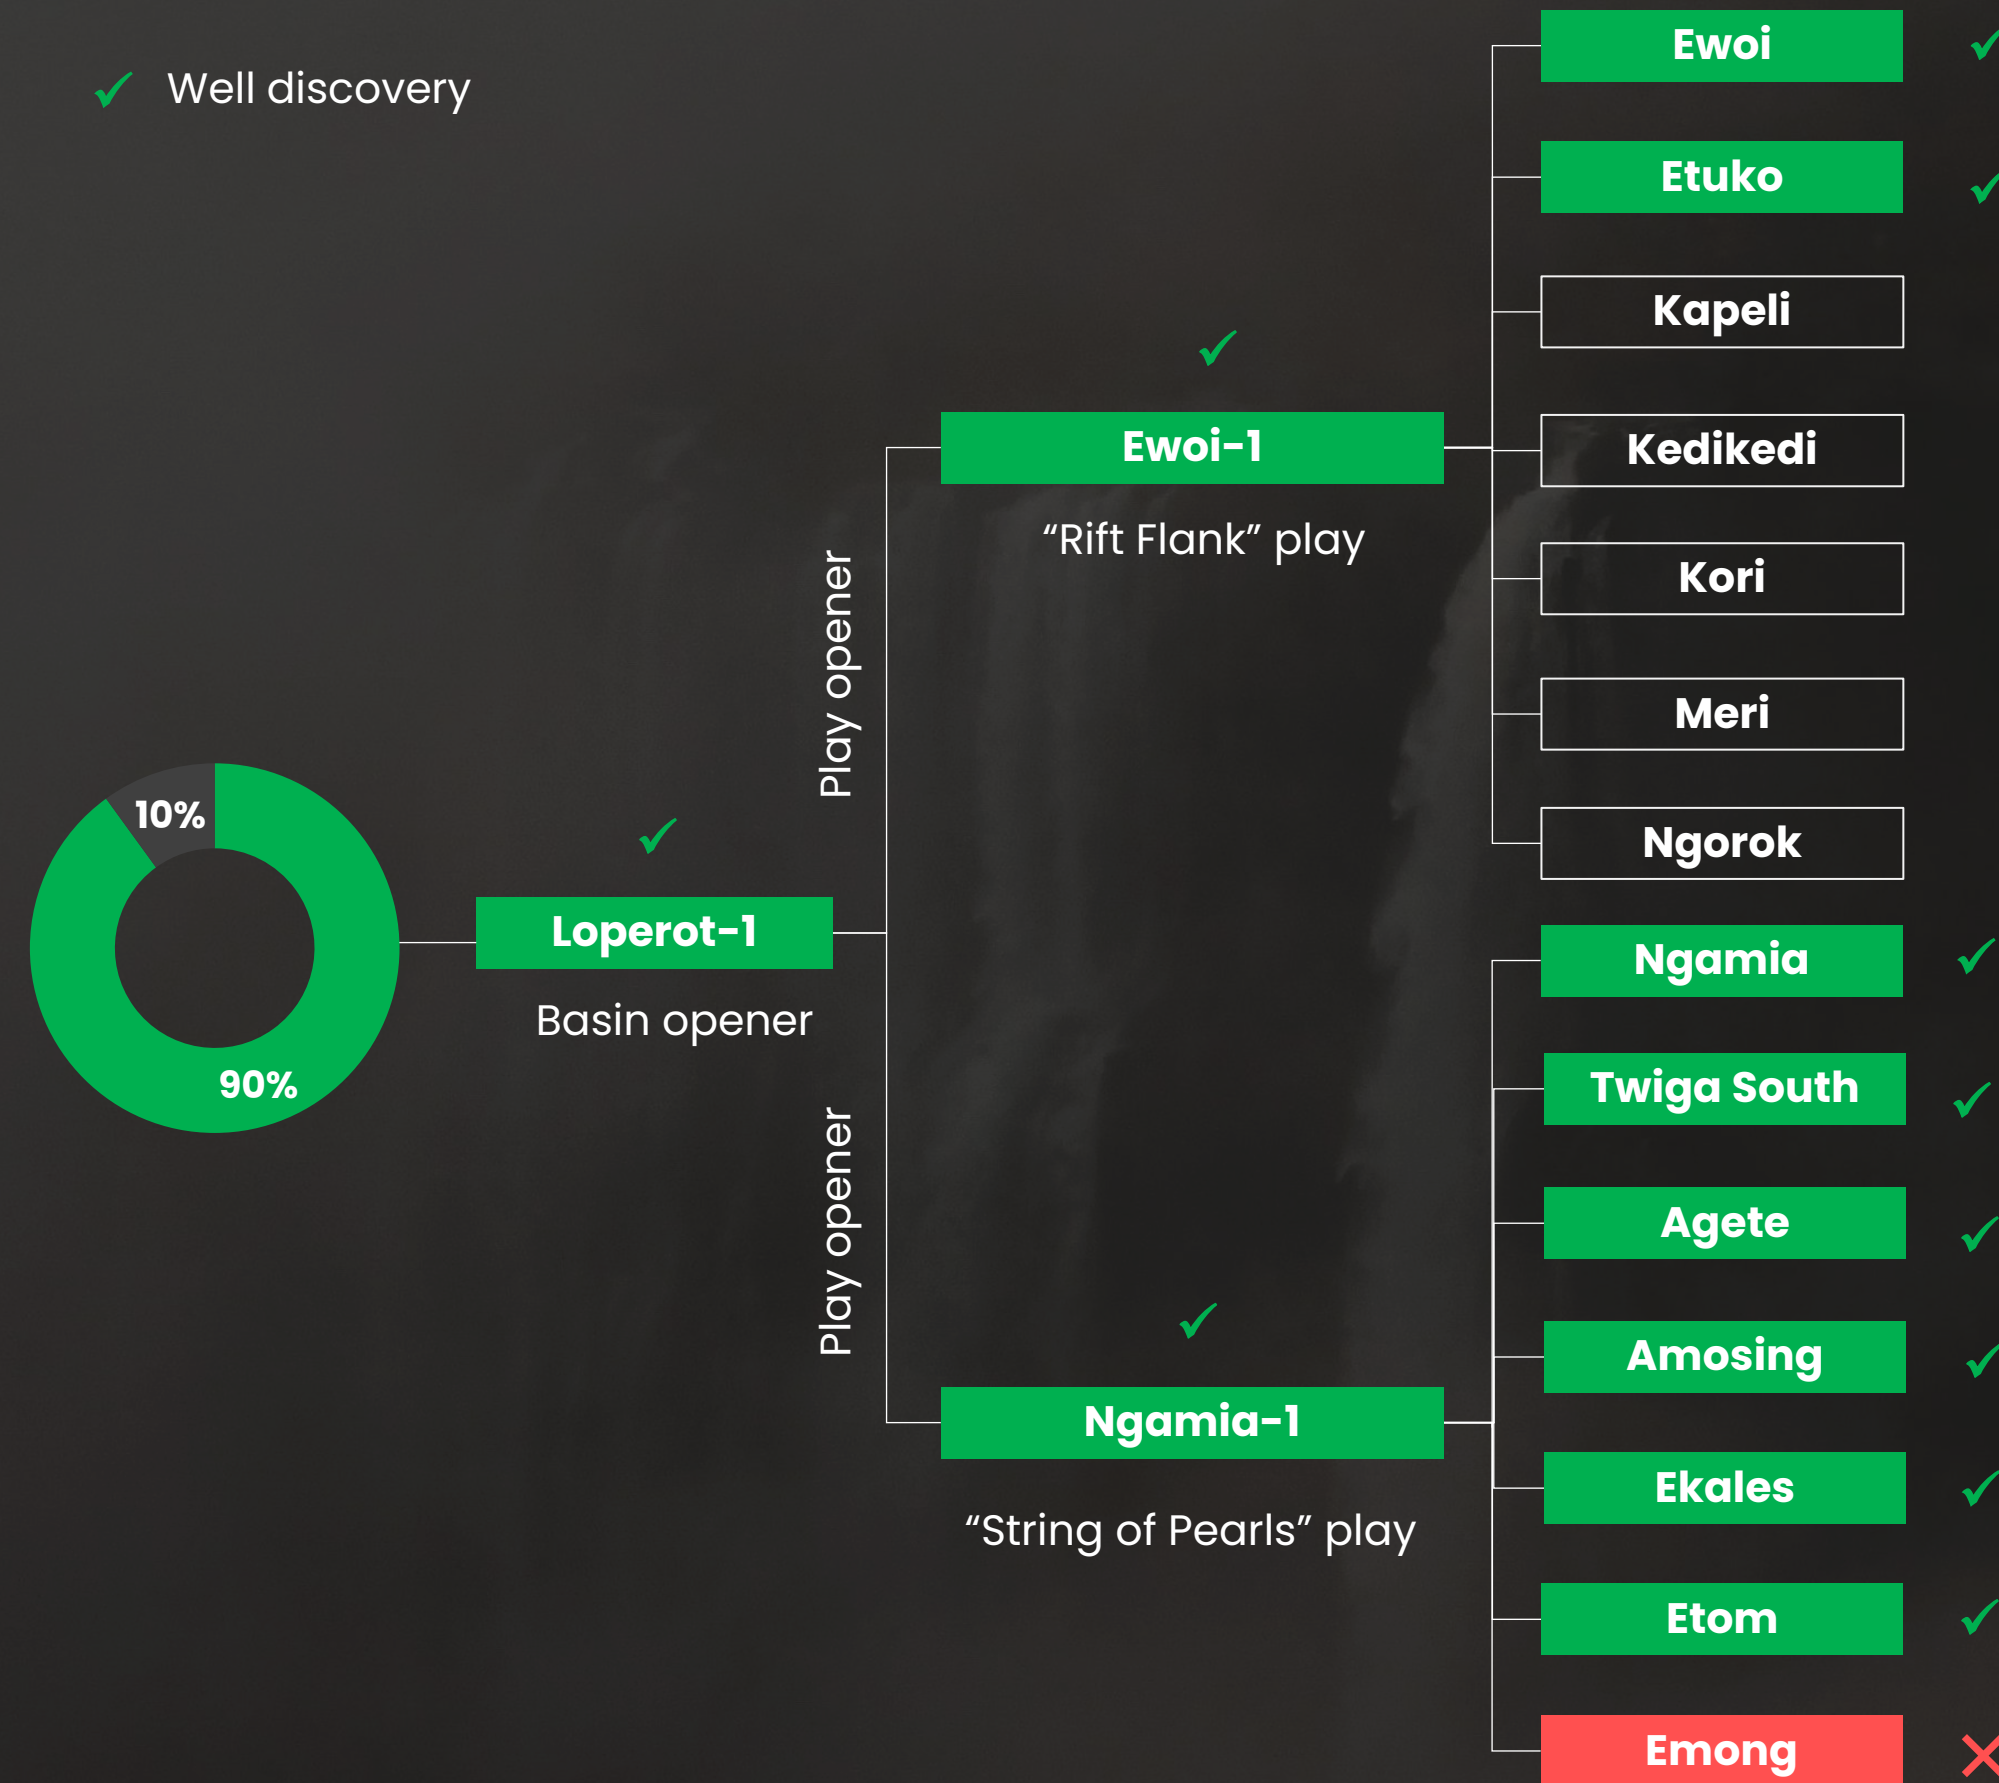 Well discovery
10%
90%
Loperot-1
Basin opener
Play opener
Play opener
Ewoi-1
“Rift Flank” play
Ngamia-1
“String of Pearls” play
Ewoi
Etuko
Kapeli
Kedikedi
Kori
Meri
Ngorok
Ngamia
Twiga South
Agete
Amosing
Ekales
Etom
Emong